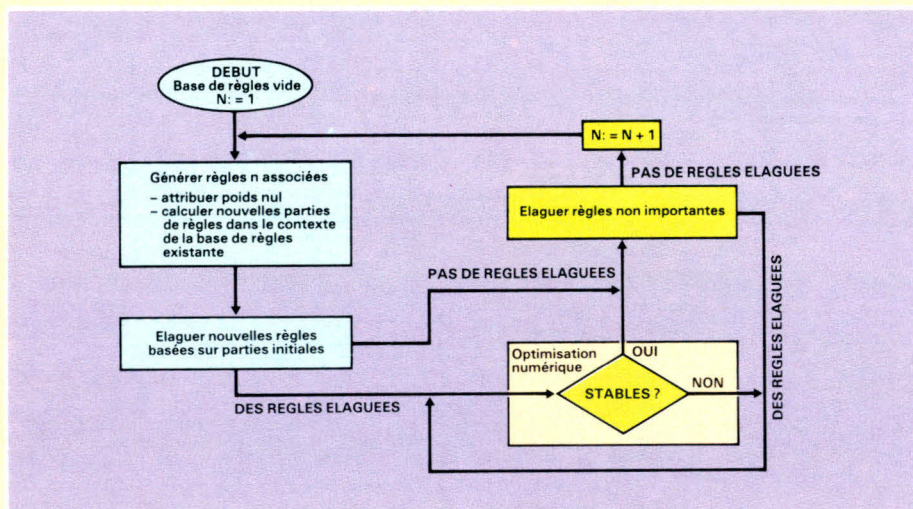 DEBUT
Base de règles vide
N: = 1
N: = N + 1
PAS DE REGLES ELAGUEES
Générer règles n associées
– attribuer poids nul
– calculer nouvelles parties
de règles dans le contexte
de la base de règles
existante
Elaguer règles non importantes
PAS DE REGLES ELAGUEES
DES REGLES ELAGUEES
Elaguer nouvelles règles
basées sur parties initiales
Optimisation
numérique
OUI
STABLES ?
NON
DES REGLES ELAGUEES